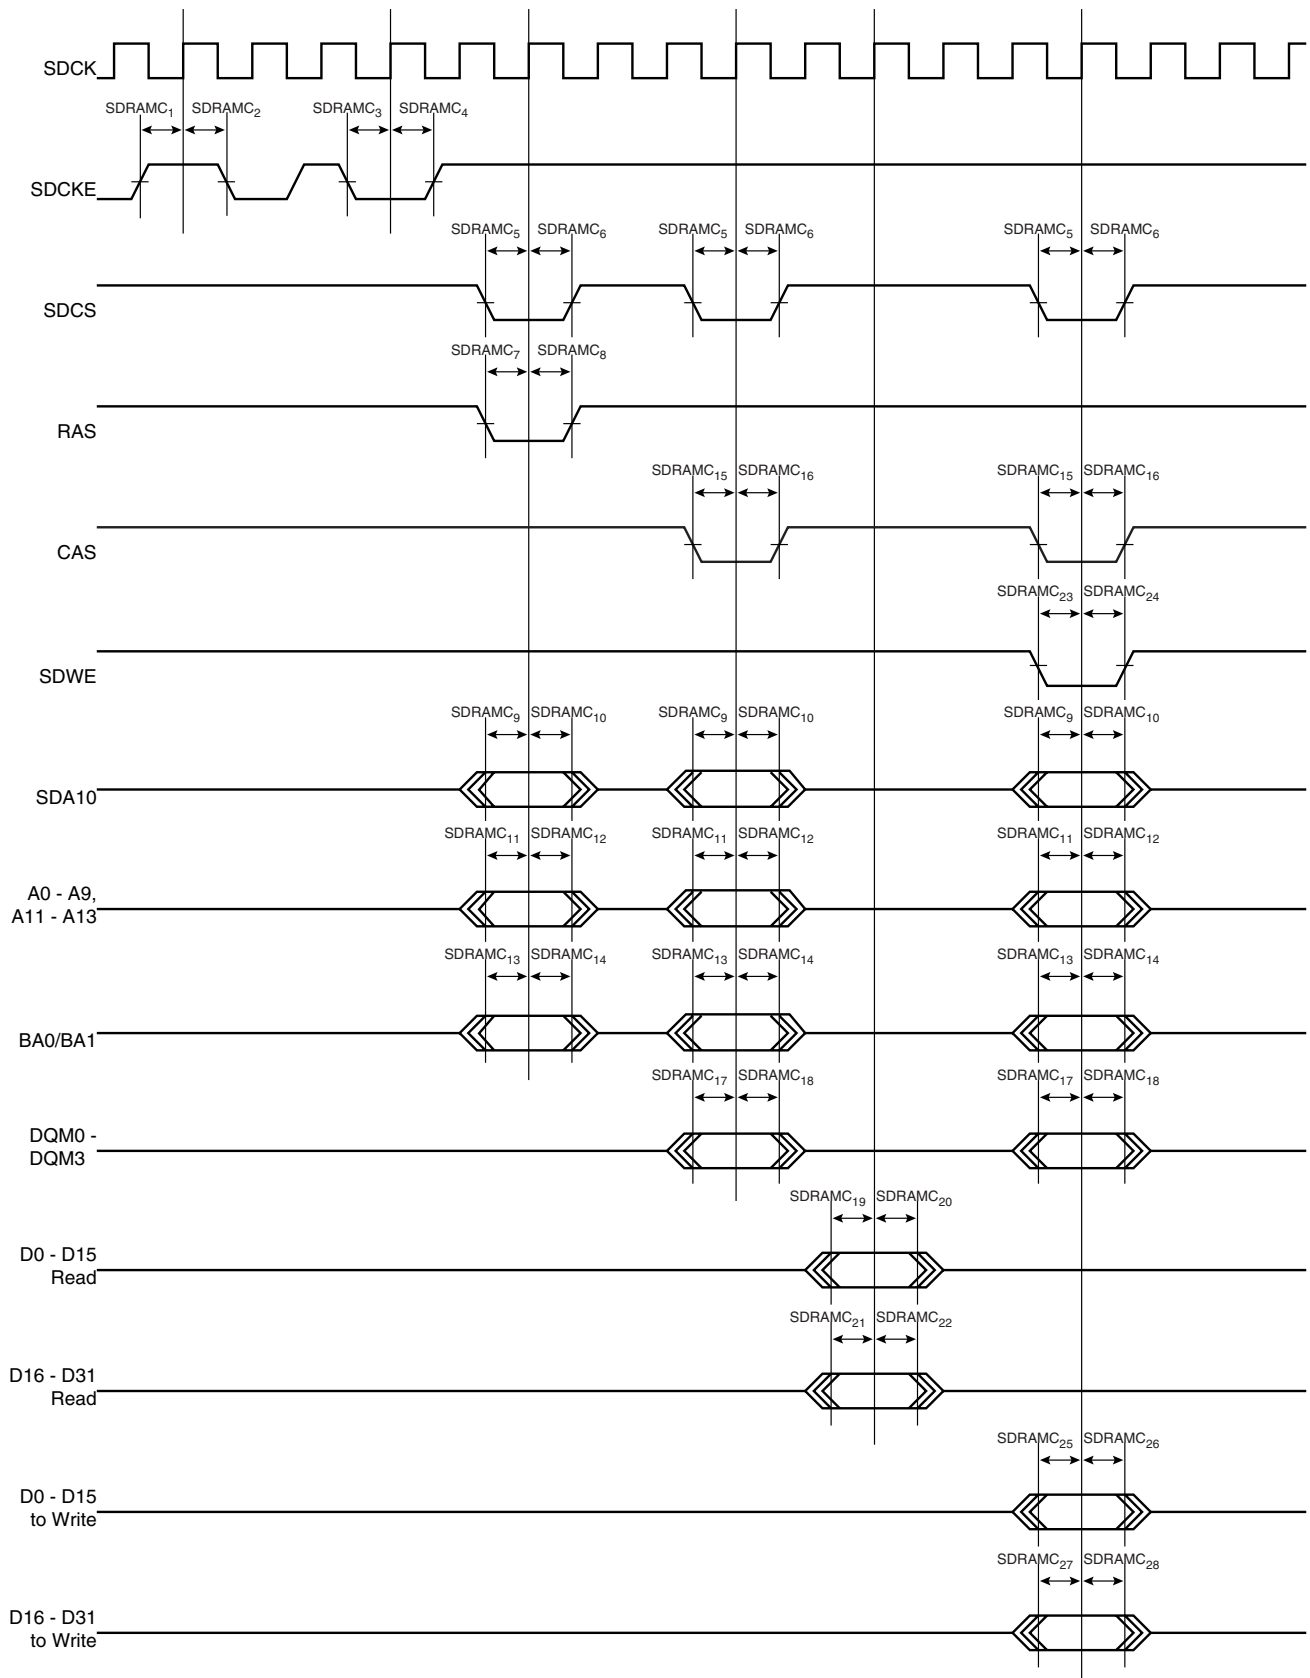 SDCK
SDRAMC1 SDRAMC2 SDRAMC3 SDRAMC4
SDCKE
SDRAMC5 SDRAMC6 SDRAMC5 SDRAMC6 SDRAMC5 SDRAMC6
SDCS
SDRAMC7 SDRAMC8
RAS
SDRAMC15 SDRAMC16 SDRAMC15 SDRAMC16
CAS
SDRAMC23 SDRAMC24
SDWE
SDRAMC9 SDRAMC10 SDRAMC9 SDRAMC10 SDRAMC9 SDRAMC10
SDA10
SDRAMC11 SDRAMC12 SDRAMC11 SDRAMC12 SDRAMC11 SDRAMC12
A0 - A9,
A11 - A13
SDRAMC13 SDRAMC14 SDRAMC13 SDRAMC14 SDRAMC13 SDRAMC14
BA0/BA1
SDRAMC17 SDRAMC18 SDRAMC17 SDRAMC18
DQM0 -
DQM3
SDRAMC19 SDRAMC20
D0 - D15
Read
SDRAMC21 SDRAMC22
D16 - D31
Read
SDRAMC25 SDRAMC26
D0 - D15
to Write
SDRAMC27 SDRAMC28
D16 - D31
to Write